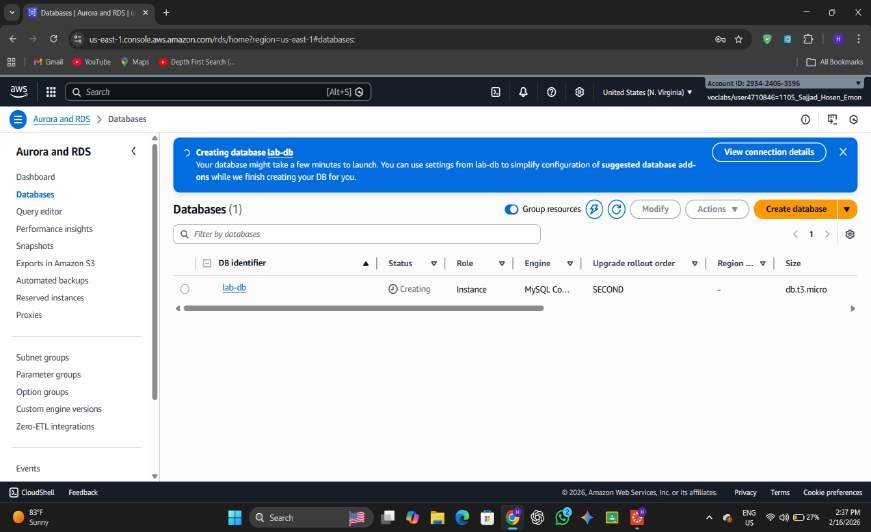 Databases | Aurora and RDS | u
us-east-1.console.aws.amazon.com/rds/home?region=us-east-1#databases:
Gmail YouTube Maps Depth First Search (... All Bookmarks
aws Search [Alt+S] United States (N. Virginia) ▼ Account ID: 2934-2406-3596
voclabs/user4710846=1105_Sajjad_Hosen_Emon
Aurora and RDS > Databases
Aurora and RDS
Dashboard
Databases
Query editor
Performance insights
Snapshots
Exports in Amazon S3
Automated backups
Reserved instances
Proxies
Subnet groups
Parameter groups
Option groups
Custom engine versions
Zero-ETL integrations
Events
Creating database lab-db
Your database might take a few minutes to launch. You can use settings from lab-db to simplify configuration of suggested database add-
ons while we finish creating your DB for you.
View connection details
Databases (1) Group resources Modify Actions ▼ Create database ▼
Filter by databases 1
DB identifier Status Role Engine Upgrade rollout order Region ... Size
lab-db Creating Instance MySQL Co... SECOND - db.t3.micro
CloudShell Feedback © 2026, Amazon Web Services, Inc. or its affiliates. Privacy Terms Cookie preferences
83°F
Sunny
Search
ENG
US
27%
2:37 PM
2/16/2026